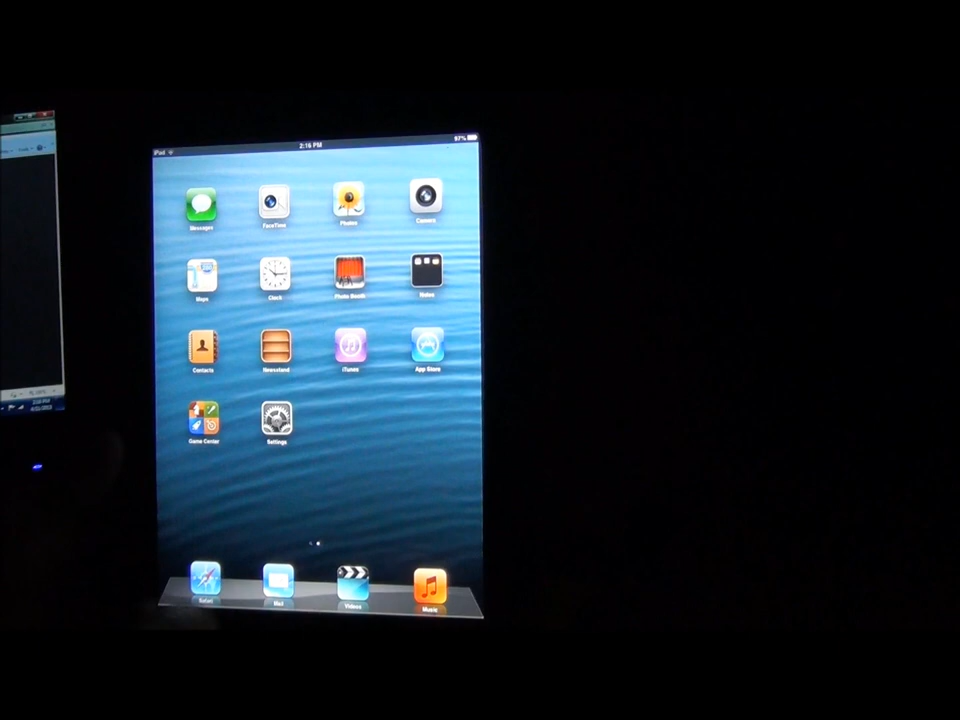 iPad 2:16 PM 57%
Messages FaceTime Photos Camera
Maps Clock Photo Booth Videos
Contacts Newsstand iTunes App Store
Game Center Settings
Safari Mail Videos Music